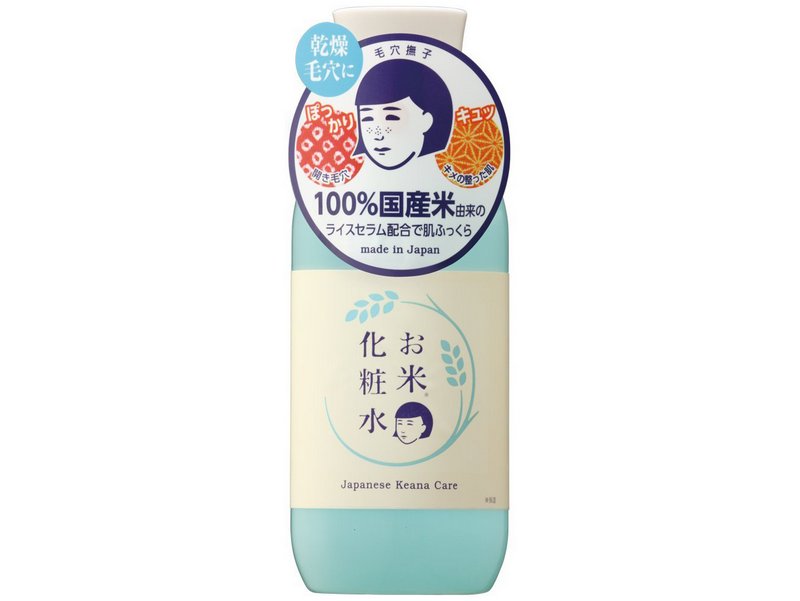 乾燥
毛穴に
毛穴撫子
ぽっかり
開き毛穴
キュッ
キメの整った肌
100%国産米由来の
ライスセラム配合で肌ふっくら
made in Japan
お米※
化粧水
Japanese Keana Care